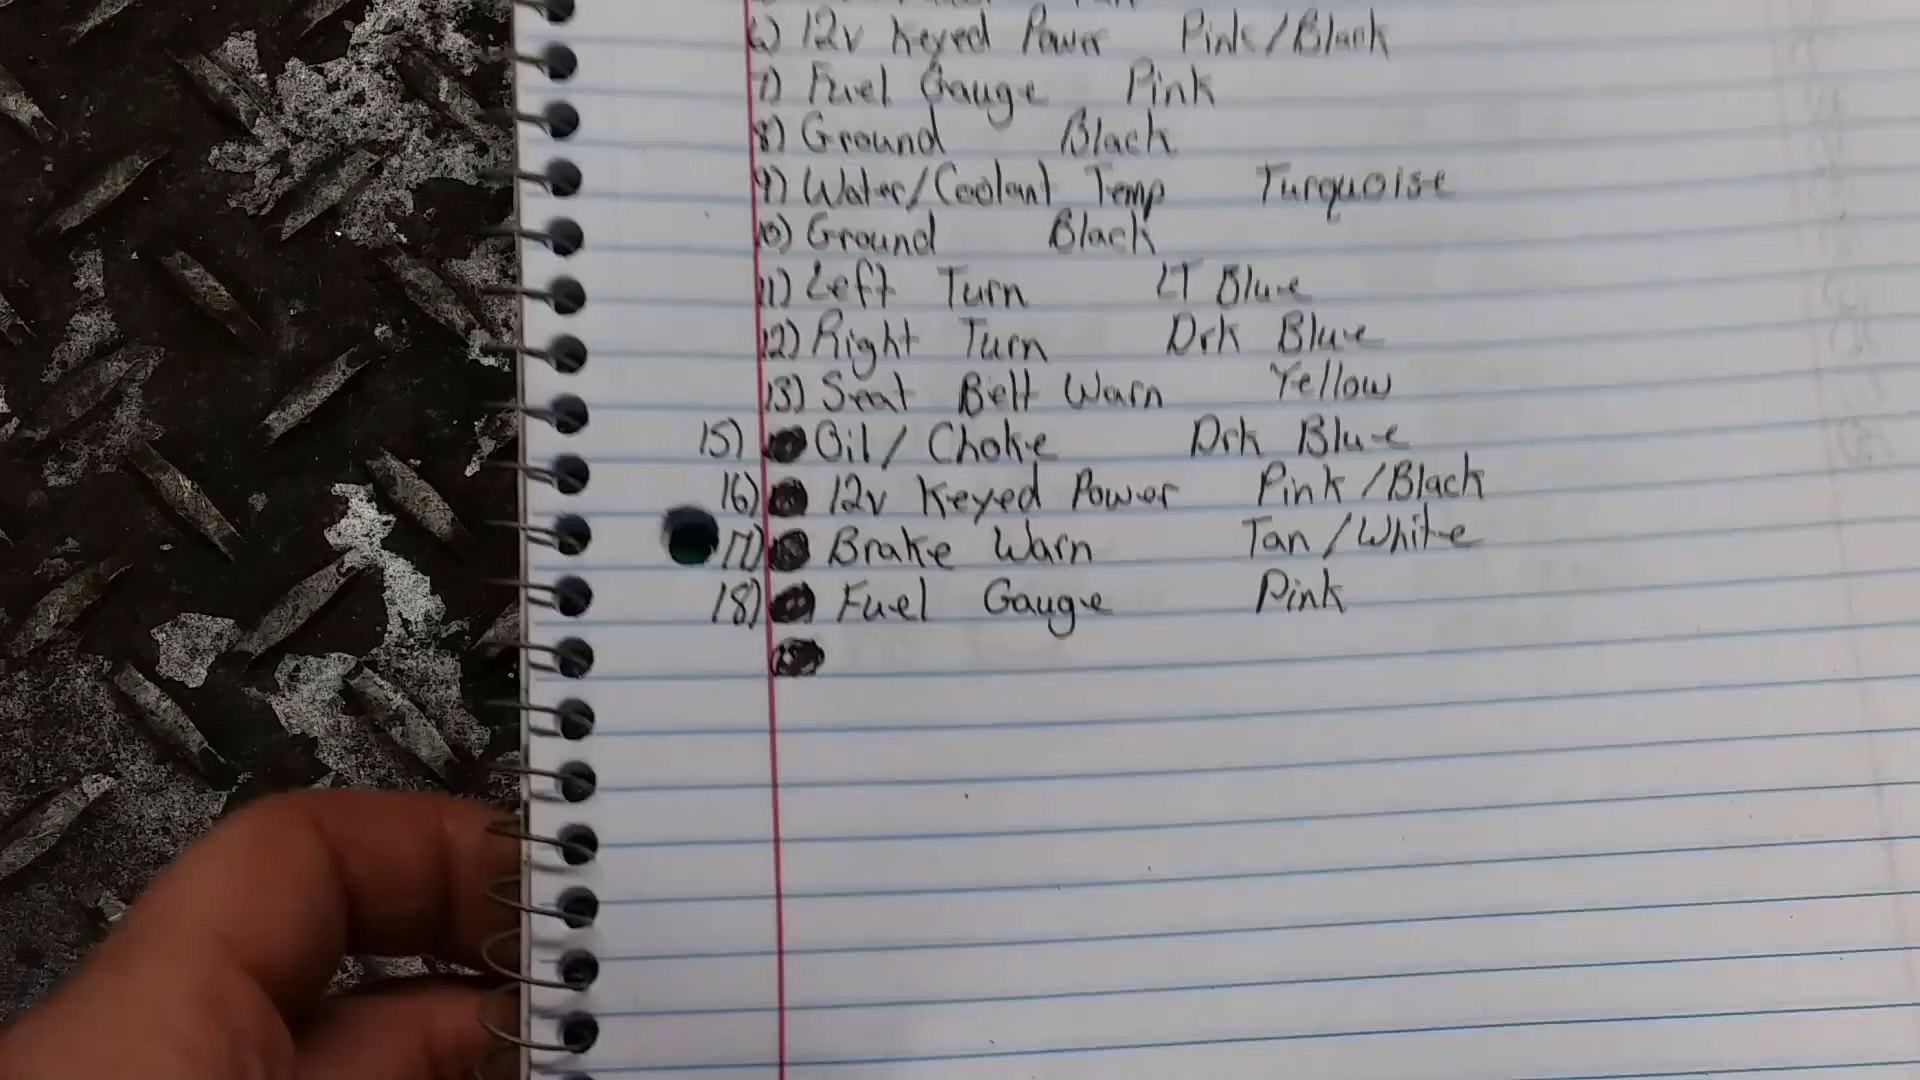 6) 12v Keyed Power Pink/Black
7) Fuel Gauge Pink
8) Ground Black
9) Water/Coolant Temp Turquoise
10) Ground Black
11) Left Turn LT Blue
12) Right Turn Drk Blue
13) Seat Belt Warn Yellow
15) Oil/Choke Drk Blue
16) 12v Keyed Power Pink/Black
17) Brake Warn Tan/White
18) Fuel Gauge Pink